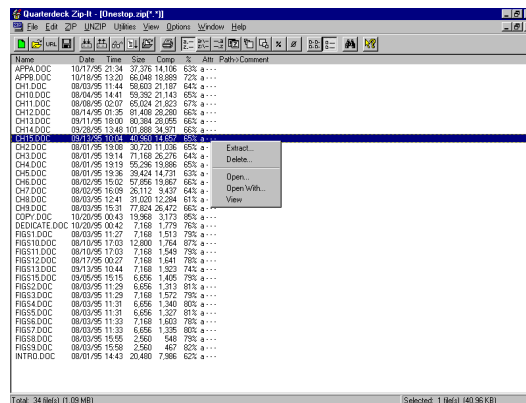 Quarterdeck Zip-It - [Onestop.zip(*.*)]
File Edit ZIP UNZIP Utilities View Options Window Help
URL
Name Date Time Size Comp % Attr Path>Comment
APPA.DOC 10/17/95 21:34 37,376 14,106 63% a---
APPB.DOC 10/18/95 13:20 66,048 18,889 72% a---
CH1.DOC 08/03/95 11:44 58,603 21,187 64% a---
CH10.DOC 08/04/95 14:41 59,392 21,143 65% a---
CH11.DOC 08/08/95 02:07 65,024 21,823 67% a---
CH12.DOC 08/14/95 01:35 81,408 28,280 66% a---
CH13.DOC 09/11/95 18:00 80,384 28,055 66% a---
CH14.DOC 09/28/95 13:48 101,888 34,971 66% a---
CH15.DOC 09/13/95 10:04 40,960 14,657 65% a---
CH2.DOC 08/01/95 19:08 30,720 11,036 65% a-
CH3.DOC 08/01/95 19:14 71,168 26,276 64% a-
CH4.DOC 08/01/95 19:19 55,296 19,886 65% a-
CH5.DOC 08/01/95 19:36 39,424 14,731 63% a-
CH6.DOC 08/02/95 15:02 57,856 19,867 66% a-
CH7.DOC 08/02/95 16:09 26,112 9,437 64% a-
CH8.DOC 08/03/95 12:41 31,020 12,284 61% a-
CH9.DOC 08/03/95 15:31 77,824 26,472 66% a-
COPY.DOC 10/20/95 00:43 19,968 3,173 85% a---
DEDICATE.DOC 10/20/95 00:42 7,168 1,779 76% a---
FIGS1.DOC 08/03/95 11:27 7,168 1,513 79% a---
FIGS10.DOC 08/10/95 17:03 12,800 1,764 87% a---
FIGS11.DOC 08/10/95 17:03 7,168 1,549 79% a---
FIGS12.DOC 08/17/95 00:27 7,168 1,641 78% a---
FIGS13.DOC 09/13/95 10:44 7,168 1,923 74% a---
FIGS15.DOC 09/05/95 15:15 6,656 1,405 79% a---
FIGS2.DOC 08/03/95 11:29 6,656 1,313 81% a---
FIGS3.DOC 08/03/95 11:29 7,168 1,572 79% a---
FIGS4.DOC 08/03/95 11:31 6,656 1,340 80% a---
FIGS5.DOC 08/03/95 11:31 6,656 1,327 81% a---
FIGS6.DOC 08/03/95 11:33 7,168 1,603 78% a---
FIGS7.DOC 08/03/95 11:33 6,656 1,335 80% a---
FIGS8.DOC 08/03/95 15:55 2,560 548 79% a---
FIGS9.DOC 08/03/95 15:58 2,560 467 82% a---
INTRO.DOC 08/01/95 14:43 20,480 7,986 62% a---
Extract...
Delete...
Open...
Open With...
View
Total: 34 file(s) (1.09 MB) Selected: 1 file(s) (40.96 KB)